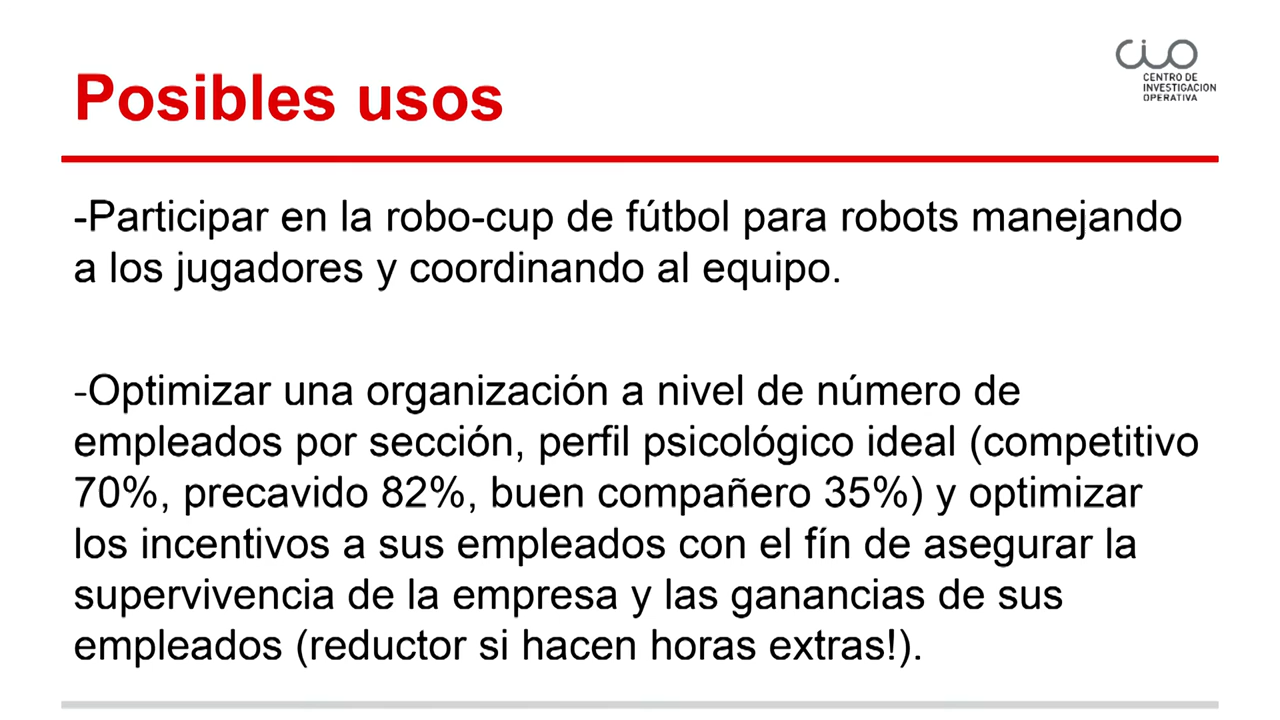 Posibles usos
CIO
CENTRO DE
INVESTIGACION
OPERATIVA
-Participar en la robo-cup de fútbol para robots manejando
a los jugadores y coordinando al equipo.
-Optimizar una organización a nivel de número de
empleados por sección, perfil psicológico ideal (competitivo
70%, precavido 82%, buen compañero 35%) y optimizar
los incentivos a sus empleados con el fín de asegurar la
supervivencia de la empresa y las ganancias de sus
empleados (reductor si hacen horas extras!).